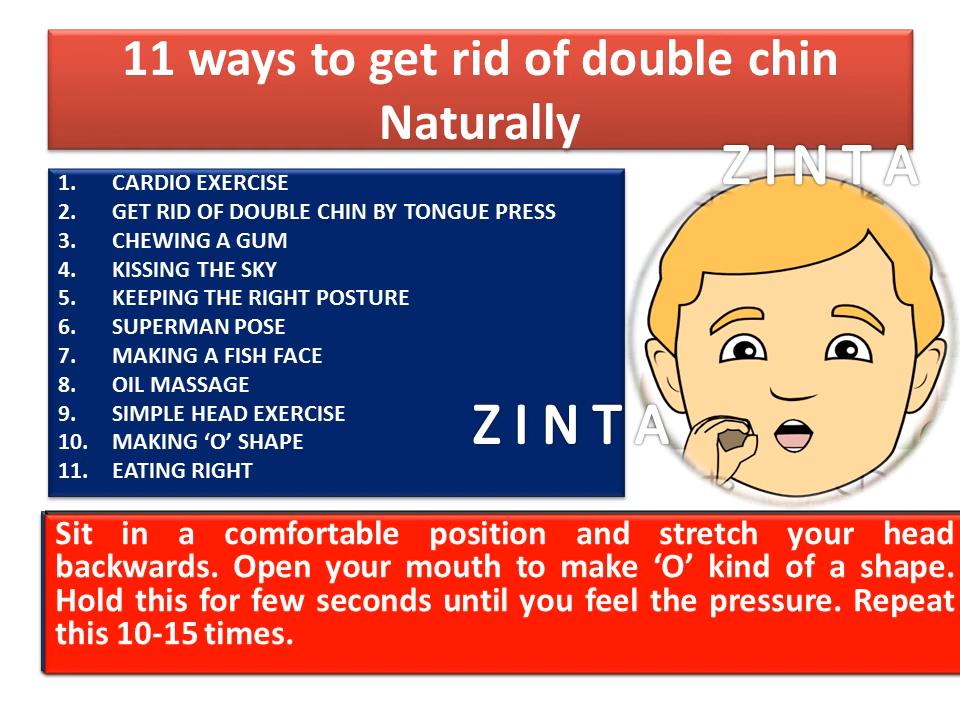 11 ways to get rid of double chin
Naturally
Z I N T A
1. CARDIO EXERCISE
2. GET RID OF DOUBLE CHIN BY TONGUE PRESS
3. CHEWING A GUM
4. KISSING THE SKY
5. KEEPING THE RIGHT POSTURE
6. SUPERMAN POSE
7. MAKING A FISH FACE
8. OIL MASSAGE
9. SIMPLE HEAD EXERCISE
10. MAKING ‘O’ SHAPE
11. EATING RIGHT
Z I N T A
Sit in a comfortable position and stretch your head
backwards. Open your mouth to make ‘O’ kind of a shape.
Hold this for few seconds until you feel the pressure. Repeat
this 10-15 times.